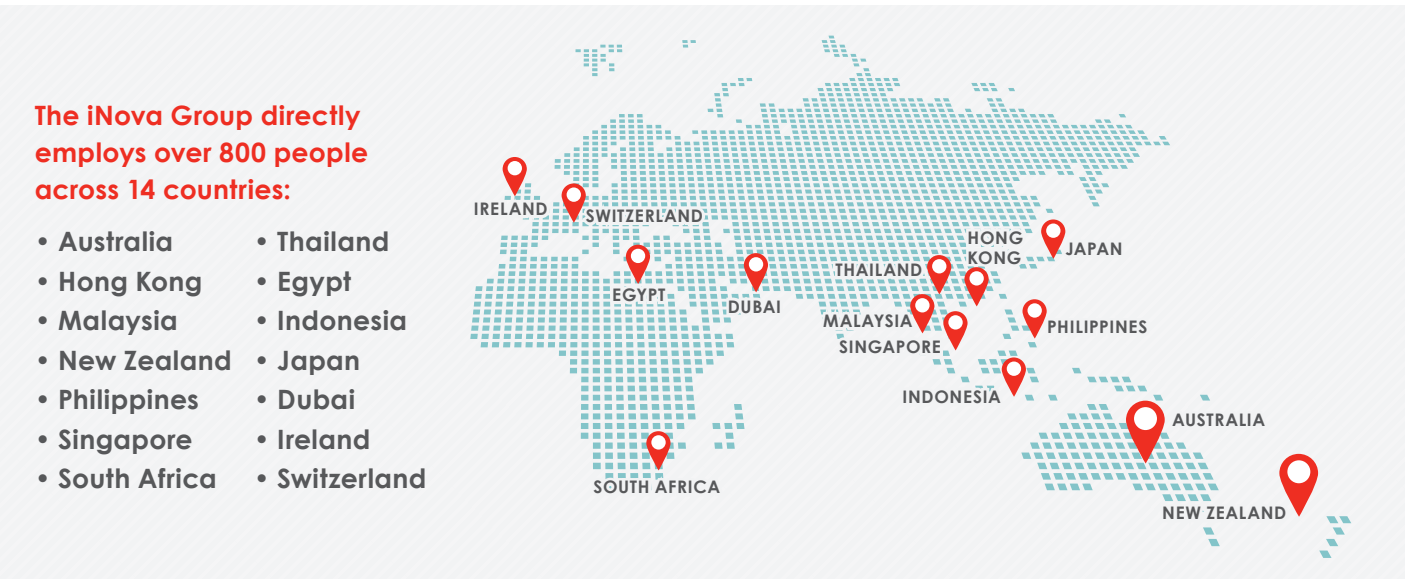 The iNova Group directly
employs over 800 people
across 14 countries:
• Australia
• Hong Kong
• Malaysia
• New Zealand
• Philippines
• Singapore
• South Africa
• Thailand
• Egypt
• Indonesia
• Japan
• Dubai
• Ireland
• Switzerland
IRELAND
SWITZERLAND
EGYPT
DUBAI
THAILAND
HONG
KONG
JAPAN
MALAYSIA
SINGAPORE
PHILIPPINES
INDONESIA
AUSTRALIA
SOUTH AFRICA
NEW ZEALAND